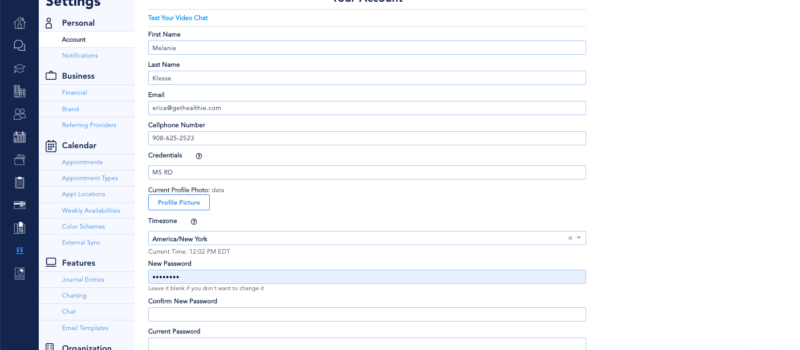 Settings
Personal
Account
Notifications
Business
Financial
Brand
Referring Providers
Calendar
Appointments
Appointment Types
Appt Locations
Weekly Availabilities
Color Schemes
External Sync
Features
Journal Entries
Charting
Chat
Email Templates
Organization
Your Account
Test Your Video Chat
First Name
Melanie
Last Name
Klesse
Email
erica@gethealthie.com
Cellphone Number
908-625-2523
Credentials
MS RD
Current Profile Photo: data
Profile Picture
Timezone
America/New York
Current Time: 12:02 PM EDT
New Password
••••••••
Leave it blank if you don't want to change it
Confirm New Password
Current Password